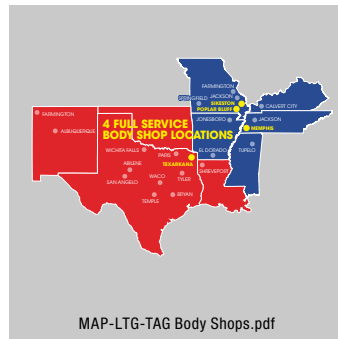 FARMINGTON
JACKSON
SPRINGFIELD
SIKESTON
POPLAR BLUFF
CALVERT CITY
FARMINGTON
JONESBORO
JACKSON
4 FULL SERVICE
BODY SHOP LOCATIONS
MEMPHIS
ALBUQUERQUE
WICHITA FALLS
PARIS
EL DORADO
TUPELO
TEXARKANA
ABILENE
SHREVEPORT
SAN ANGELO
WACO
TYLER
TEMPLE
BRYAN
MAP-LTG-TAG Body Shops.pdf